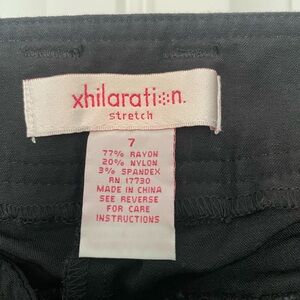 xhilaration.
stretch
7
77% RAYON
20% NYLON
3% SPANDEX
RN 17730
MADE IN CHINA
SEE REVERSE
FOR CARE
INSTRUCTIONS